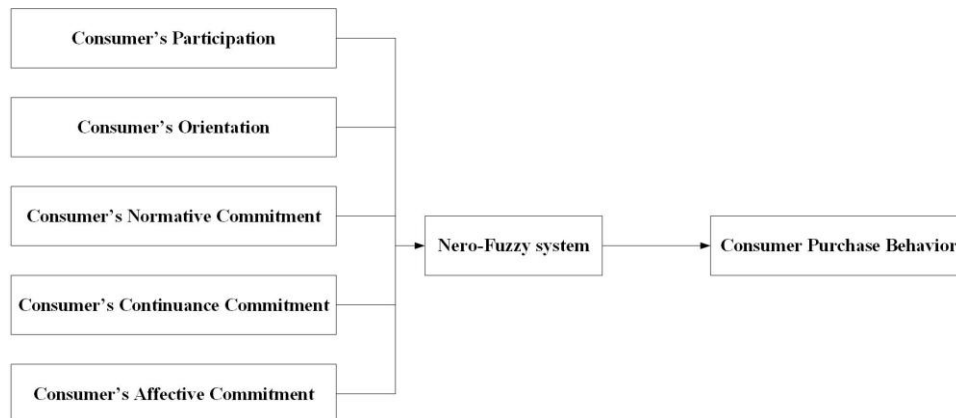 Consumer's Participation
Consumer's Orientation
Consumer's Normative Commitment
Nero-Fuzzy system
Consumer Purchase Behavior
Consumer's Continuance Commitment
Consumer's Affective Commitment